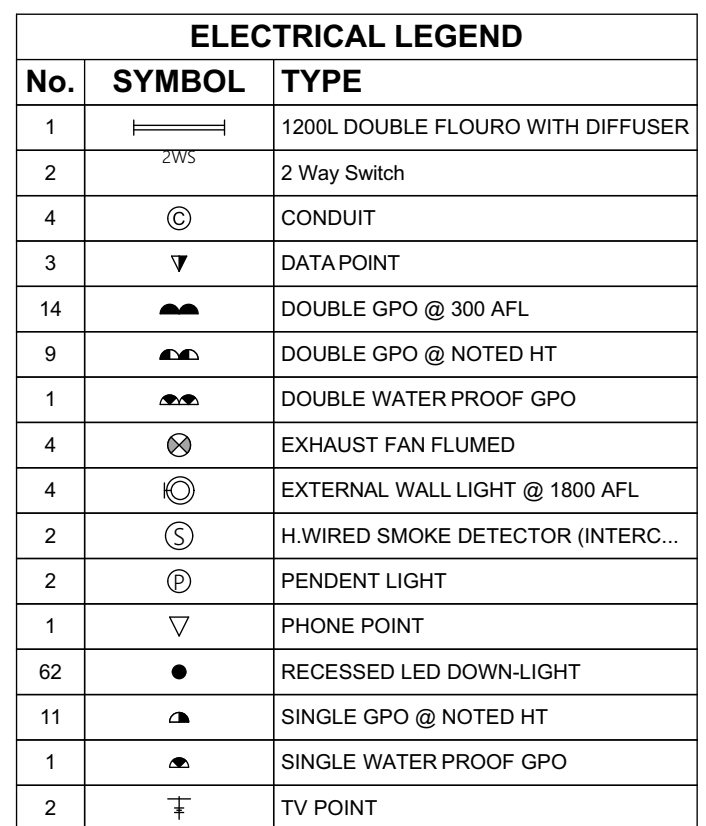 ELECTRICAL LEGEND
No. SYMBOL TYPE
1 1200L DOUBLE FLOURO WITH DIFFUSER
2 2WS 2 Way Switch
4 C CONDUIT
3 DATA POINT
14 DOUBLE GPO @ 300 AFL
9 DOUBLE GPO @ NOTED HT
1 DOUBLE WATER PROOF GPO
4 EXHAUST FAN FLUMED
4 EXTERNAL WALL LIGHT @ 1800 AFL
2 S H.WIRED SMOKE DETECTOR (INTERC...
2 P PENDENT LIGHT
1 PHONE POINT
62 RECESSED LED DOWN-LIGHT
11 SINGLE GPO @ NOTED HT
1 SINGLE WATER PROOF GPO
2 TV POINT